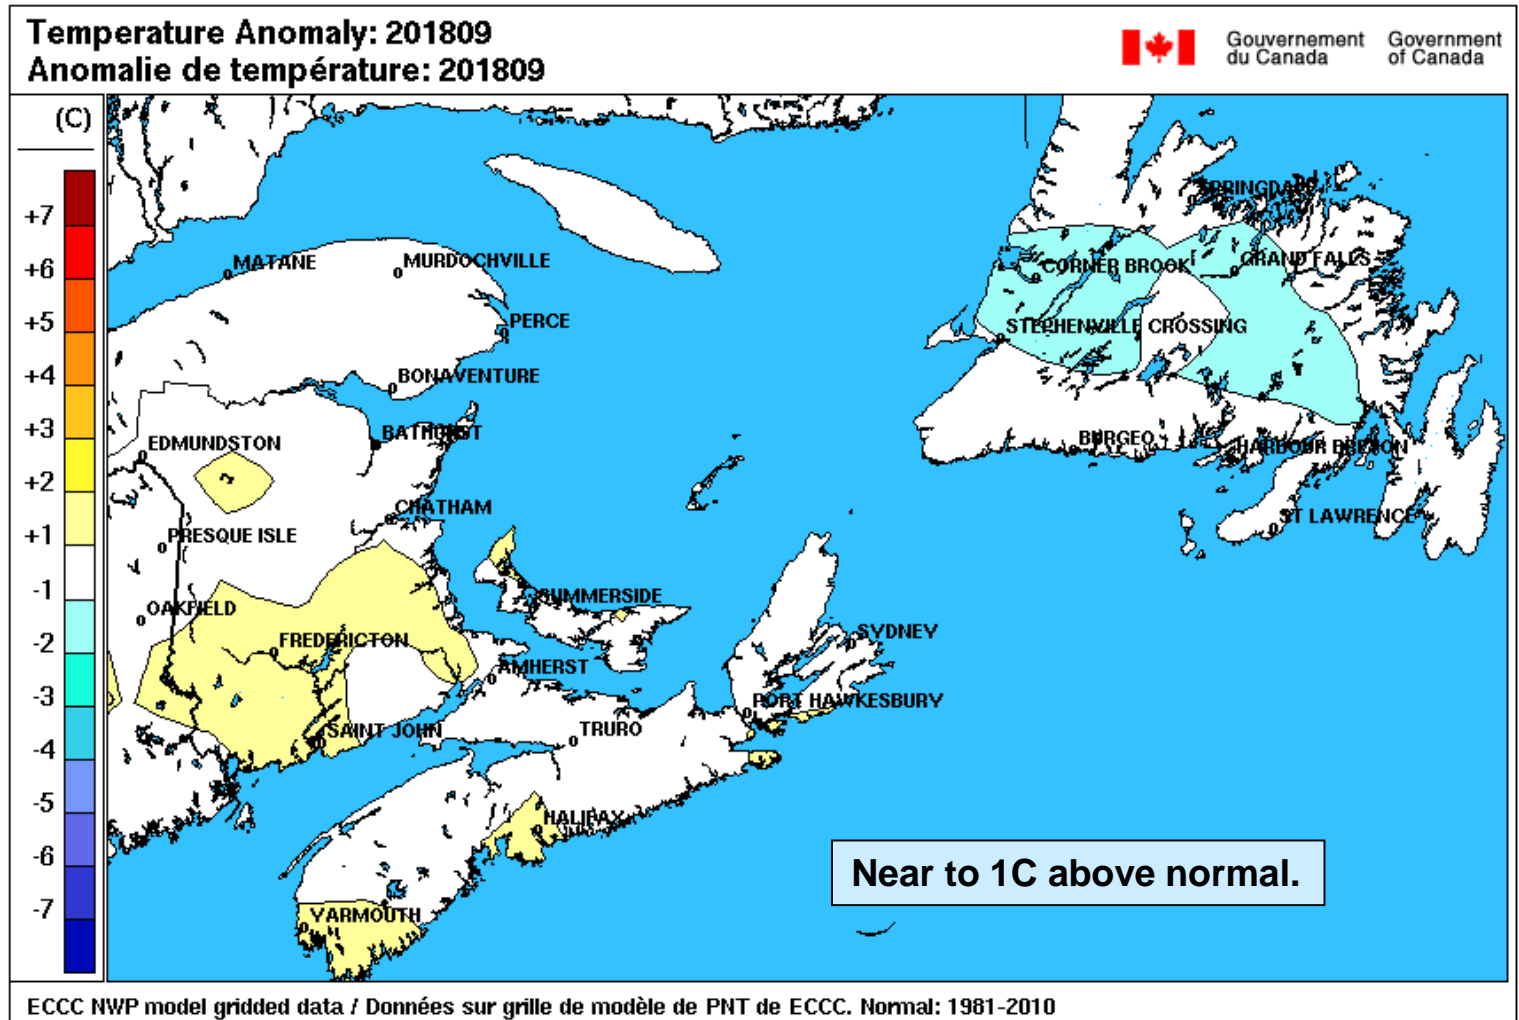 Temperature Anomaly: 201809
Anomalie de température: 201809
Gouvernement du Canada
Government of Canada
(C)
+7
+6
+5
+4
+3
+2
+1
-1
-2
-3
-4
-5
-6
-7
SPRINGDALE
MATANE
MURDOCHVILLE
CORNER BROOK
GRAND FALLS
PERCE
STEPHENVILLE CROSSING
BONAVENTURE
EDMUNDSTON
BATHURST
BURGEO
HARBOUR BRETON
CHATHAM
ST LAWRENCE
PRESQUE ISLE
OAKFIELD
SUMMERSIDE
FREDERICTON
SYDNEY
AMHERST
PORT HAWKESBURY
SAINT JOHN
TRURO
HALIFAX
YARMOUTH
Near to 1C above normal.
ECCC NWP model gridded data / Données sur grille de modèle de PNT de ECCC. Normal: 1981-2010